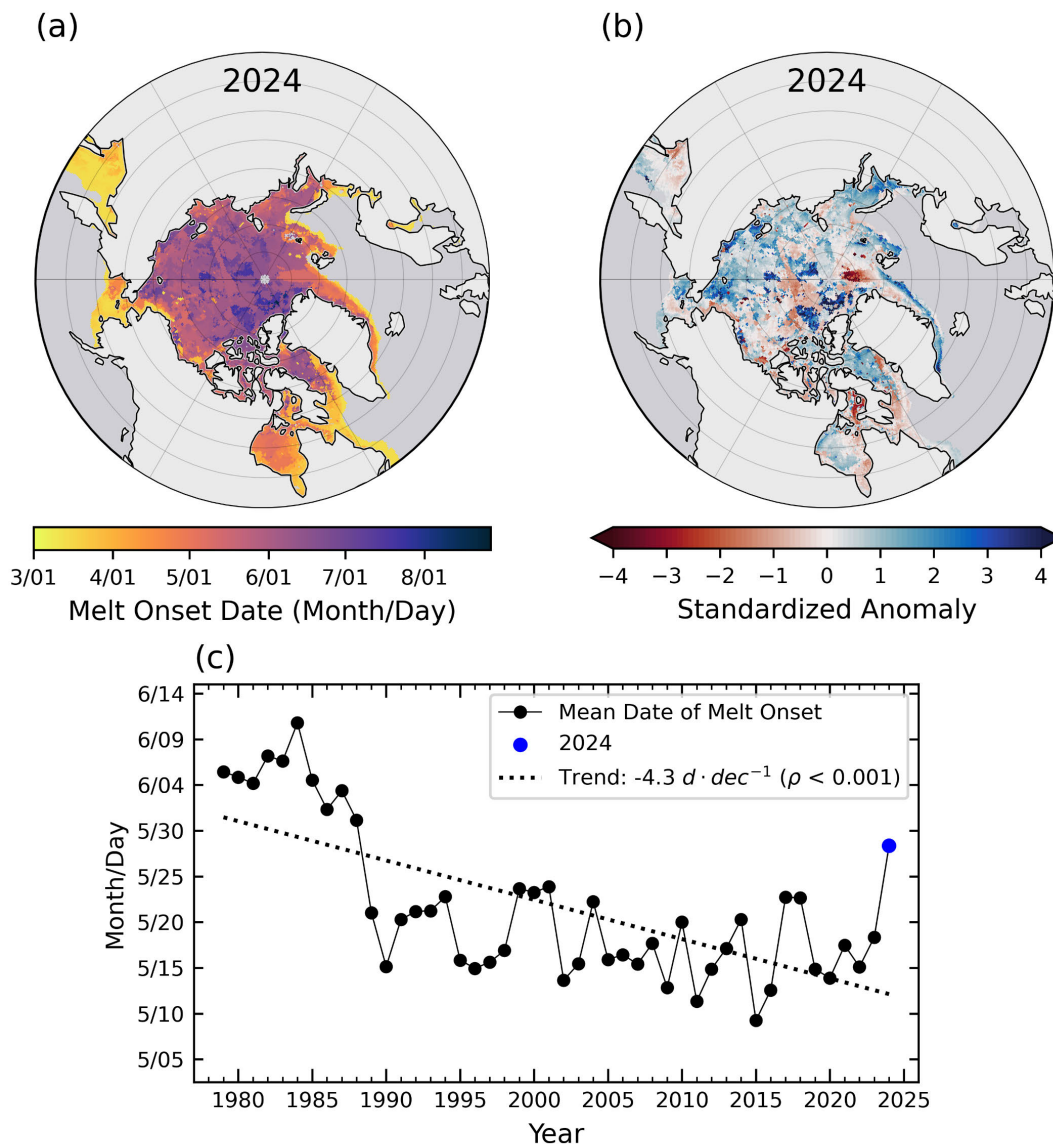 (a)
(b)
2024
2024
3/01 4/01 5/01 6/01 7/01 8/01
Melt Onset Date (Month/Day)
−4 −3 −2 −1 0 1 2 3 4
Standardized Anomaly
(c)
6/14
6/09
6/04
5/30
5/25
5/20
5/15
5/10
5/05
Month/Day
Mean Date of Melt Onset
2024
Trend: -4.3 d · dec⁻¹ (ρ < 0.001)
1980 1985 1990 1995 2000 2005 2010 2015 2020 2025
Year